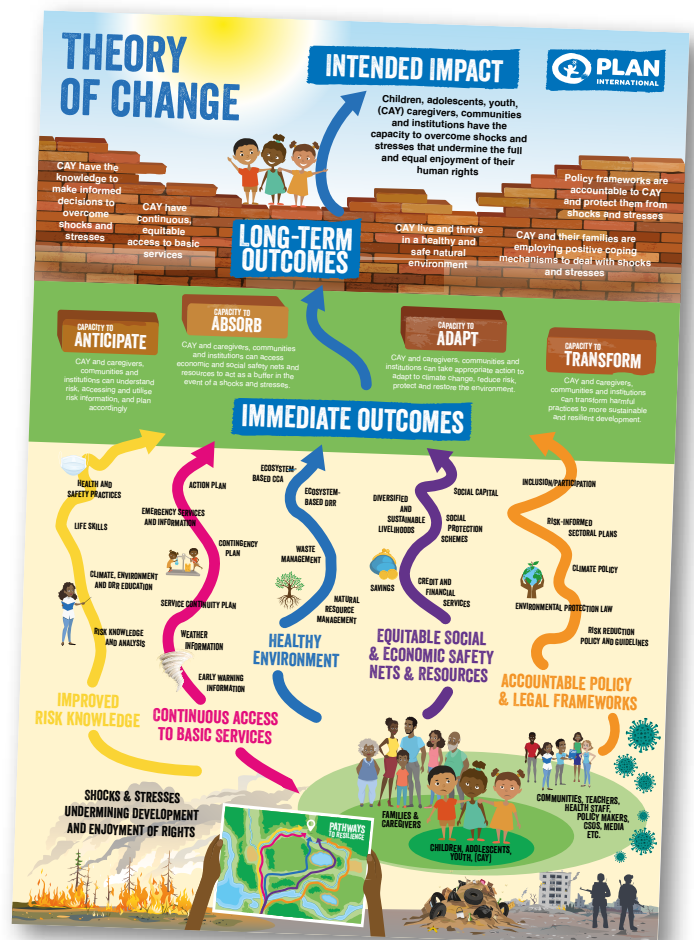 THEORY
OF CHANGE
INTENDED IMPACT
PLAN
INTERNATIONAL
Children, adolescents, youth,
(CAY) caregivers, communities
and institutions have the
capacity to overcome shocks and
stresses that undermine the full
and equal enjoyment of their
human rights
CAY have the
knowledge to
make informed
decisions to
overcome
shocks and
stresses
CAY have
continuous,
equitable
access to basic
services
LONG-TERM
OUTCOMES
CAY live and thrive
in a healthy and
safe natural
environment
Policy frameworks are
accountable to CAY
and protect them from
shocks and stresses
CAY and their families are
employing positive coping
mechanisms to deal with shocks
and stresses
CAPACITY TO
ANTICIPATE
CAY and caregivers,
communities and
institutions can understand
risk, accessing and utilise
risk information, and plan
accordingly
CAPACITY TO
ABSORB
CAY and caregivers, communities
and institutions can access
economic and social safety nets and
resources to act as a buffer in the
event of a shocks and stresses.
CAPACITY TO
ADAPT
CAY and caregivers, communities and
institutions can take appropriate action to
adapt to climate change, reduce risk,
protect and restore the environment.
CAPACITY TO
TRANSFORM
CAY and caregivers,
communities and institutions
can transform harmful
practices to more sustainable
and resilient development.
IMMEDIATE OUTCOMES
HEALTH AND
SAFETY PRACTICES
LIFE SKILLS
CLIMATE, ENVIRONMENT
AND DRR EDUCATION
RISK KNOWLEDGE
AND ANALYSIS
IMPROVED
RISK KNOWLEDGE
ACTION PLAN
EMERGENCY SERVICES
AND INFORMATION
CONTINGENCY
PLAN
SERVICE CONTINUITY PLAN
WEATHER
INFORMATION
EARLY WARNING
INFORMATION
CONTINUOUS ACCESS
TO BASIC SERVICES
ECOSYSTEM-
BASED CCA
ECOSYSTEM-
BASED DRR
WASTE
MANAGEMENT
NATURAL
RESOURCE
MANAGEMENT
HEALTHY
ENVIRONMENT
SOCIAL CAPITAL
DIVERSIFIED
AND
SUSTAINABLE
LIVELIHOODS
SOCIAL
PROTECTION
SCHEMES
SAVINGS
CREDIT AND
FINANCIAL
SERVICES
EQUITABLE SOCIAL
& ECONOMIC SAFETY
NETS & RESOURCES
INCLUSION/PARTICIPATION
RISK-INFORMED
SECTORAL PLANS
CLIMATE POLICY
ENVIRONMENTAL PROTECTION LAW
RISK REDUCTION
POLICY AND GUIDELINES
ACCOUNTABLE POLICY
& LEGAL FRAMEWORKS
SHOCKS & STRESSES
UNDERMINING DEVELOPMENT
AND ENJOYMENT OF RIGHTS
PATHWAYS
TO RESILIENCE
FAMILIES &
CAREGIVERS
CHILDREN, ADOLESCENTS,
YOUTH, (CAY)
COMMUNITIES, TEACHERS,
HEALTH STAFF,
POLICY MAKERS,
CSOS, MEDIA
ETC.